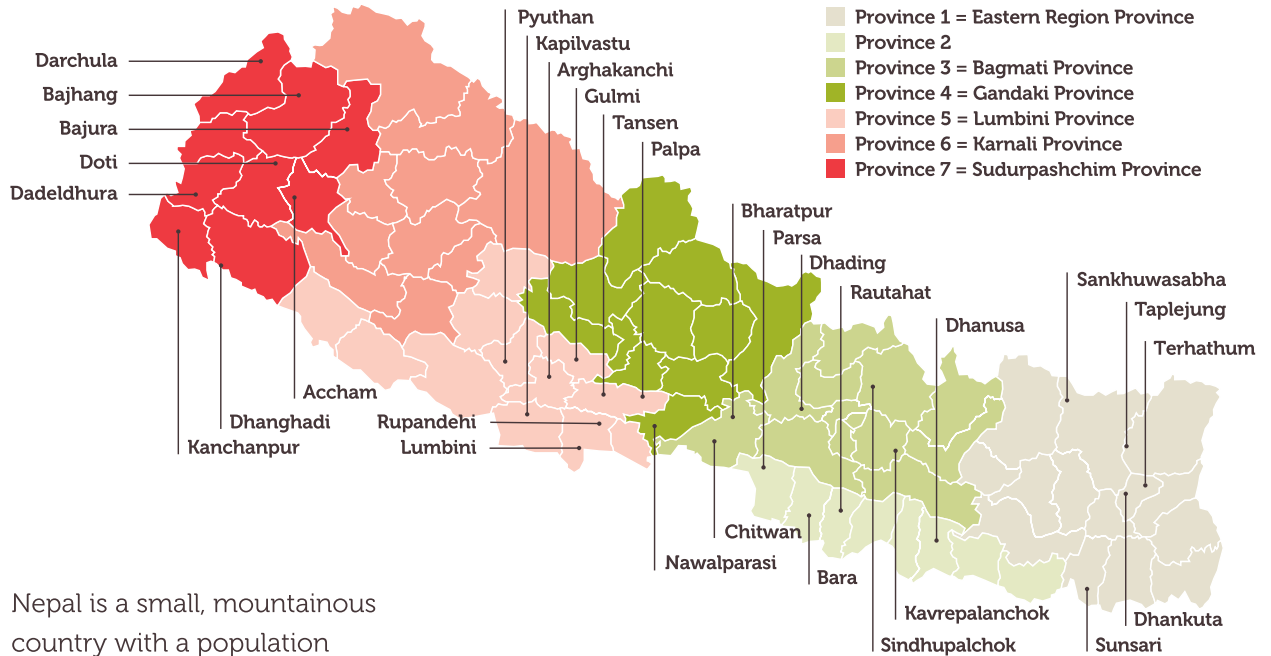 Pyuthan
Kapilvastu
Arghakanchi
Gulmi
Tansen
Palpa
Province 1 = Eastern Region Province
Province 2
Province 3 = Bagmati Province
Province 4 = Gandaki Province
Province 5 = Lumbini Province
Province 6 = Karnali Province
Province 7 = Sudurpashchim Province
Darchula
Bajhang
Bajura
Doti
Dadeldhura
Bharatpur
Parsa
Dhading
Rautahat
Dhanusa
Sankhuwasabha
Taplejung
Terhathum
Accham
Dhanghadi
Kanchanpur
Rupandehi
Lumbini
Chitwan
Nawalparasi
Bara
Kavrepalanchok
Sindhupalchok
Dhankuta
Sunsari
Nepal is a small, mountainous
country with a population